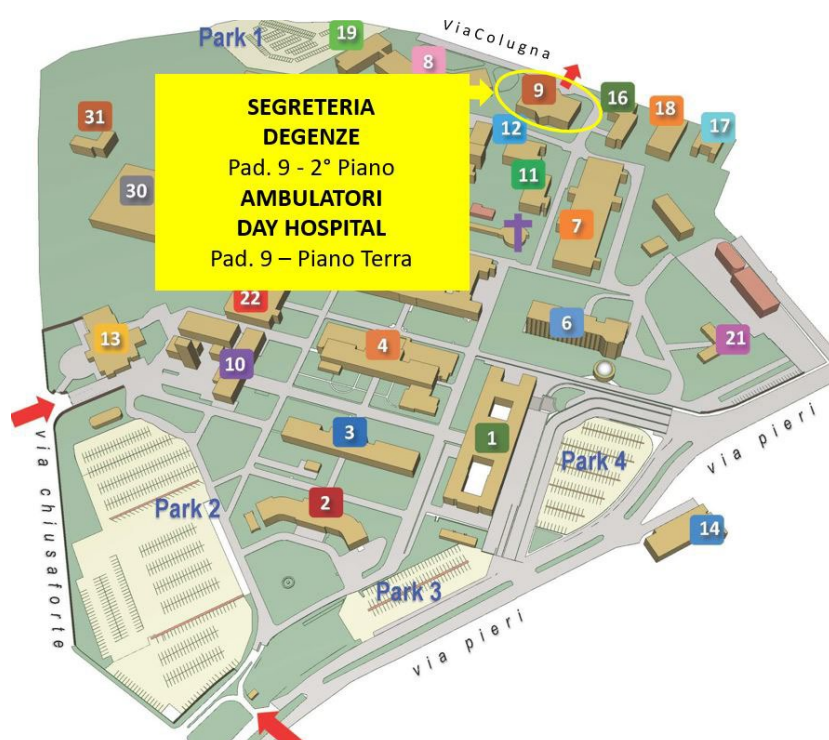 Park 1
19
8
Via Colugna
9
16
18
17
31
SEGRETERIA
DEGENZE
Pad. 9 - 2° Piano
AMBULATORI
DAY HOSPITAL
Pad. 9 – Piano Terra
12
11
30
7
22
13
10
4
6
21
3
1
Park 4
via pieri
via chiusaforte
Park 2
2
14
Park 3
via pieri